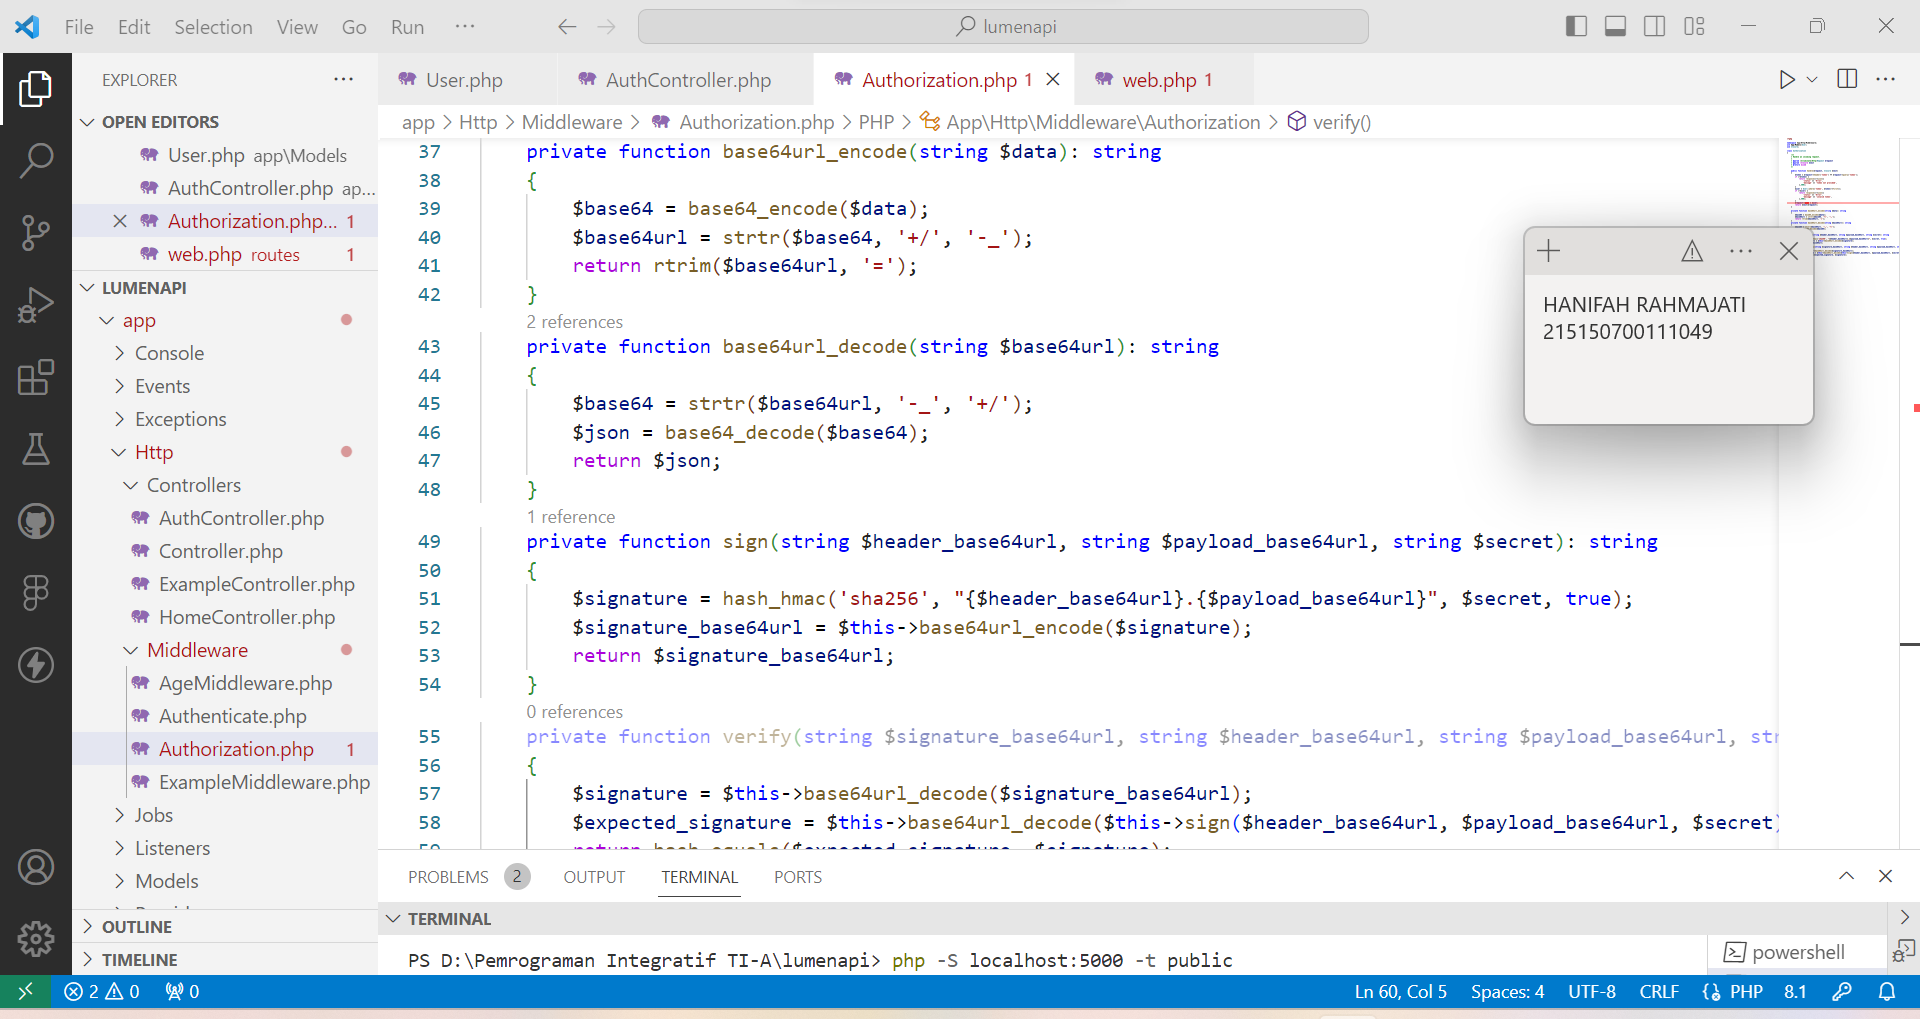 File Edit Selection View Go Run ··· lumenapi
EXPLORER ···
OPEN EDITORS
User.php app\Models
AuthController.php ap...
Authorization.php... 1
web.php routes 1
LUMENAPI
app
Console
Events
Exceptions
Http
Controllers
AuthController.php
Controller.php
ExampleController.php
HomeController.php
Middleware
AgeMiddleware.php
Authenticate.php
Authorization.php 1
ExampleMiddleware.php
Jobs
Listeners
Models
OUTLINE
TIMELINE
User.php AuthController.php Authorization.php 1 web.php 1
app > Http > Middleware > Authorization.php > PHP > App\Http\Middleware\Authorization > verify()
37 private function base64url_encode(string $data): string
38 {
39 $base64 = base64_encode($data);
40 $base64url = strtr($base64, '+/', '-_');
41 return rtrim($base64url, '=');
42 }
2 references
43 private function base64url_decode(string $base64url): string
44 {
45 $base64 = strtr($base64url, '-_', '+/');
46 $json = base64_decode($base64);
47 return $json;
48 }
1 reference
49 private function sign(string $header_base64url, string $payload_base64url, string $secret): string
50 {
51 $signature = hash_hmac('sha256', "{$header_base64url}.{$payload_base64url}", $secret, true);
52 $signature_base64url = $this->base64url_encode($signature);
53 return $signature_base64url;
54 }
0 references
55 private function verify(string $signature_base64url, string $header_base64url, string $payload_base64url, str
56 {
57 $signature = $this->base64url_decode($signature_base64url);
58 $expected_signature = $this->base64url_decode($this->sign($header_base64url, $payload_base64url, $secret)
59 return hash_equals($expected_signature, $signature);
HANIFAH RAHMAJATI
215150700111049
PROBLEMS 2 OUTPUT TERMINAL PORTS
TERMINAL
PS D:\Pemrograman Integratif TI-A\lumenapi> php -S localhost:5000 -t public
powershell
2 0 0 Ln 60, Col 5 Spaces: 4 UTF-8 CRLF PHP 8.1